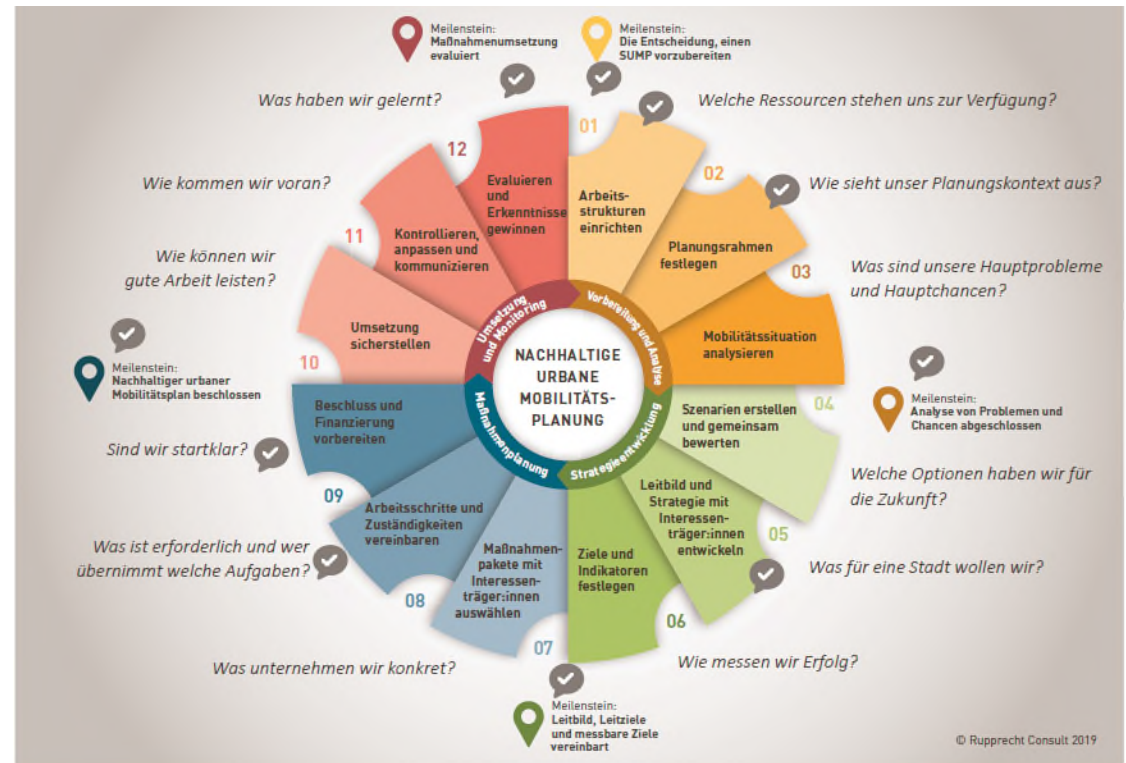 Meilenstein:
Maßnahmenumsetzung
evaluiert
Meilenstein:
Die Entscheidung, einen
SUMP vorzubereiten
Was haben wir gelernt?
Welche Ressourcen stehen uns zur Verfügung?
Wie kommen wir voran?
Wie sieht unser Planungskontext aus?
Wie können wir
gute Arbeit leisten?
Was sind unsere Hauptprobleme
und Hauptchancen?
Meilenstein:
Nachhaltiger urbaner
Mobilitätsplan beschlossen
Meilenstein:
Analyse von Problemen und
Chancen abgeschlossen
Sind wir startklar?
Welche Optionen haben wir für
die Zukunft?
Was ist erforderlich und wer
übernimmt welche Aufgaben?
Was für eine Stadt wollen wir?
Was unternehmen wir konkret?
Wie messen wir Erfolg?
Meilenstein:
Leitbild, Leitziele
und messbare Ziele
vereinbart
01
Arbeits-
strukturen
einrichten
02
Planungsrahmen
festlegen
03
Mobilitätssituation
analysieren
04
Szenarien erstellen
und gemeinsam
bewerten
05
Leitbild und
Strategie mit
Interessen-
träger:innen
entwickeln
06
Ziele und
Indikatoren
festlegen
07
Maßnahmen-
pakete mit
Interessen-
träger:innen
auswählen
08
Arbeitsschritte und
Zuständigkeiten
vereinbaren
09
Beschluss und
Finanzierung
vorbereiten
10
Umsetzung
sicherstellen
11
Kontrollieren,
anpassen und
kommunizieren
12
Evaluieren
und
Erkenntnisse
gewinnen
Vorbereitung und Analyse
Strategieentwicklung
Maßnahmenplanung
Umsetzung
und Monitoring
NACHHALTIGE
URBANE
MOBILITÄTS-
PLANUNG
© Rupprecht Consult 2019